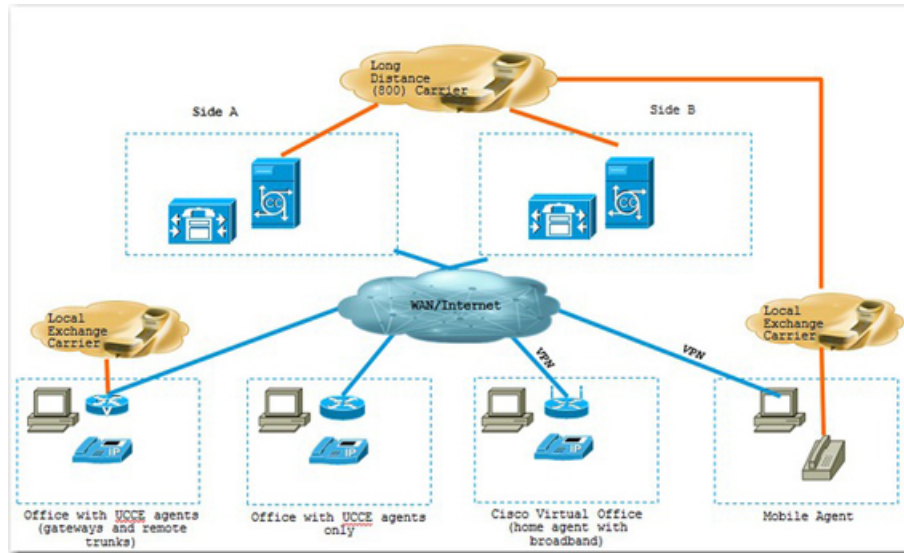 Long
Distance
(800) Carrier
Side A
Side B
CC
CC
WAN/Internet
Local
Exchange
Carrier
Local
Exchange
Carrier
VPN
VPN
V
IP
IP
IP
Office with UCCE agents
(gateways and remote
trunks)
Office with UCCE agents
only
Cisco Virtual Office
(home agent with
broadband)
Mobile Agent